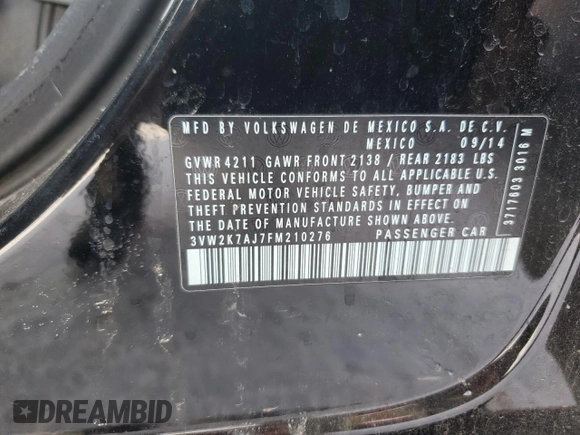 MFD BY VOLKSWAGEN DE MEXICO S.A. DE C.V.
MEXICO 09/14
GVWR 4211 GAWR FRONT 2138 / REAR 2183 LBS
THIS VEHICLE CONFORMS TO ALL APPLICABLE U.S.
FEDERAL MOTOR VEHICLE SAFETY, BUMPER AND
THEFT PREVENTION STANDARDS IN EFFECT ON
THE DATE OF MANUFACTURE SHOWN ABOVE.
3VW2K7AJ7FM210276 PASSENGER CAR
3717603 3016 M
DREAMBID